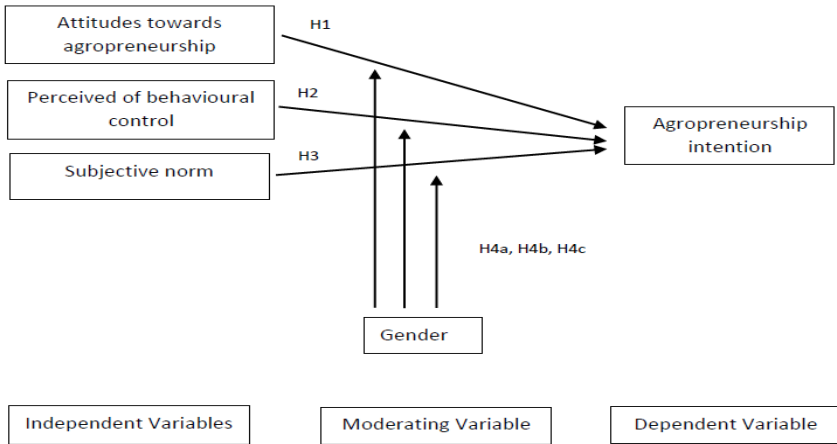 Attitudes towards
agropreneurship
H1
Perceived of behavioural
control
H2
Subjective norm
H3
Agropreneurship
intention
H4a, H4b, H4c
Gender
Independent Variables
Moderating Variable
Dependent Variable